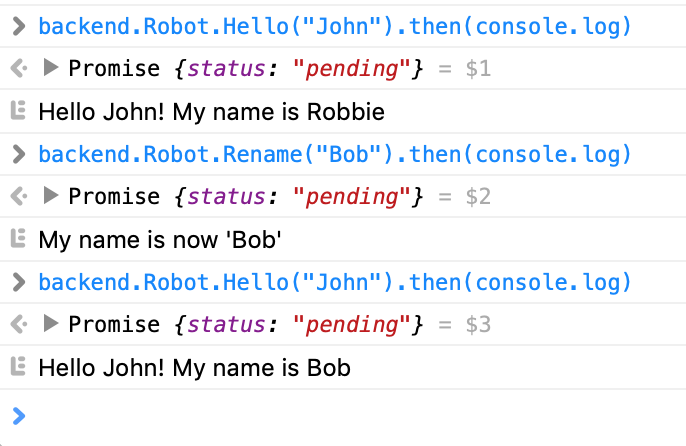 backend.Robot.Hello("John").then(console.log)
Promise {status: "pending"} = $1
Hello John! My name is Robbie
backend.Robot.Rename("Bob").then(console.log)
Promise {status: "pending"} = $2
My name is now 'Bob'
backend.Robot.Hello("John").then(console.log)
Promise {status: "pending"} = $3
Hello John! My name is Bob